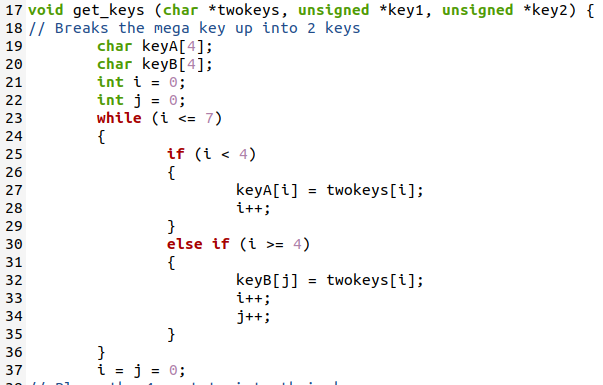 17 void get_keys (char *twokeys, unsigned *key1, unsigned *key2) {
18 // Breaks the mega key up into 2 keys
19         char keyA[4];
20         char keyB[4];
21         int i = 0;
22         int j = 0;
23         while (i <= 7)
24         {
25                 if (i < 4)
26                 {
27                         keyA[i] = twokeys[i];
28                         i++;
29                 }
30                 else if (i >= 4)
31                 {
32                         keyB[j] = twokeys[i];
33                         i++;
34                         j++;
35                 }
36         }
37         i = j = 0;